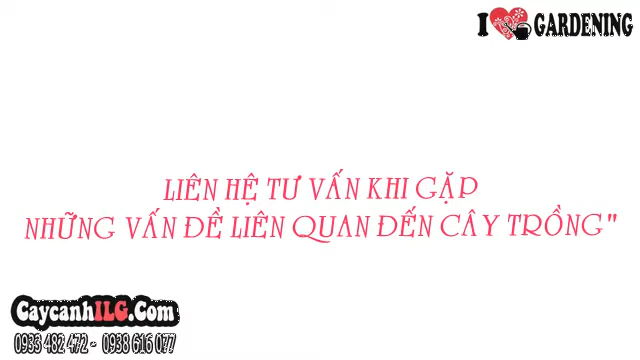 I GARDENING
LIÊN HỆ TƯ VẤN KHI GẶP
NHỮNG VẤN ĐỀ LIÊN QUAN ĐẾN CÂY TRỒNG"
CaycanhILG.Com
0933 482 472 - 0938 616 077